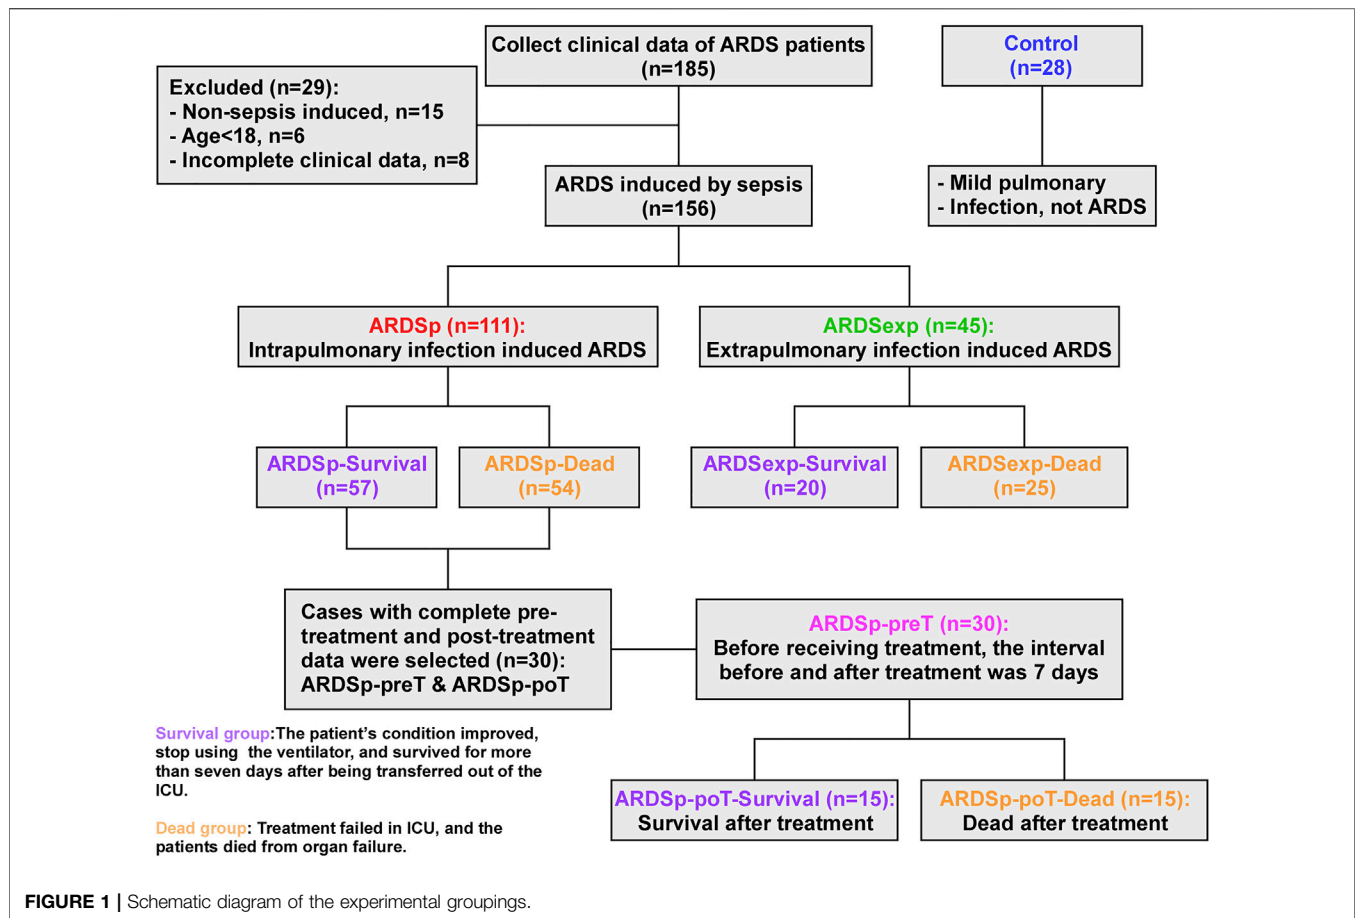 Collect clinical data of ARDS patients
(n=185)
Control
(n=28)
Excluded (n=29):
- Non-sepsis induced, n=15
- Age<18, n=6
- Incomplete clinical data, n=8
ARDS induced by sepsis
(n=156)
- Mild pulmonary
- Infection, not ARDS
ARDSp (n=111):
Intrapulmonary infection induced ARDS
ARDSexp (n=45):
Extrapulmonary infection induced ARDS
ARDSp-Survival
(n=57)
ARDSp-Dead
(n=54)
ARDSexp-Survival
(n=20)
ARDSexp-Dead
(n=25)
Cases with complete pre-
treatment and post-treatment
data were selected (n=30):
ARDSp-preT & ARDSp-poT
ARDSp-preT (n=30):
Before receiving treatment, the interval
before and after treatment was 7 days
Survival group:The patient's condition improved,
stop using the ventilator, and survived for more
than seven days after being transferred out of the
ICU.
Dead group: Treatment failed in ICU, and the
patients died from organ failure.
ARDSp-poT-Survival (n=15):
Survival after treatment
ARDSp-poT-Dead (n=15):
Dead after treatment
FIGURE 1 | Schematic diagram of the experimental groupings.